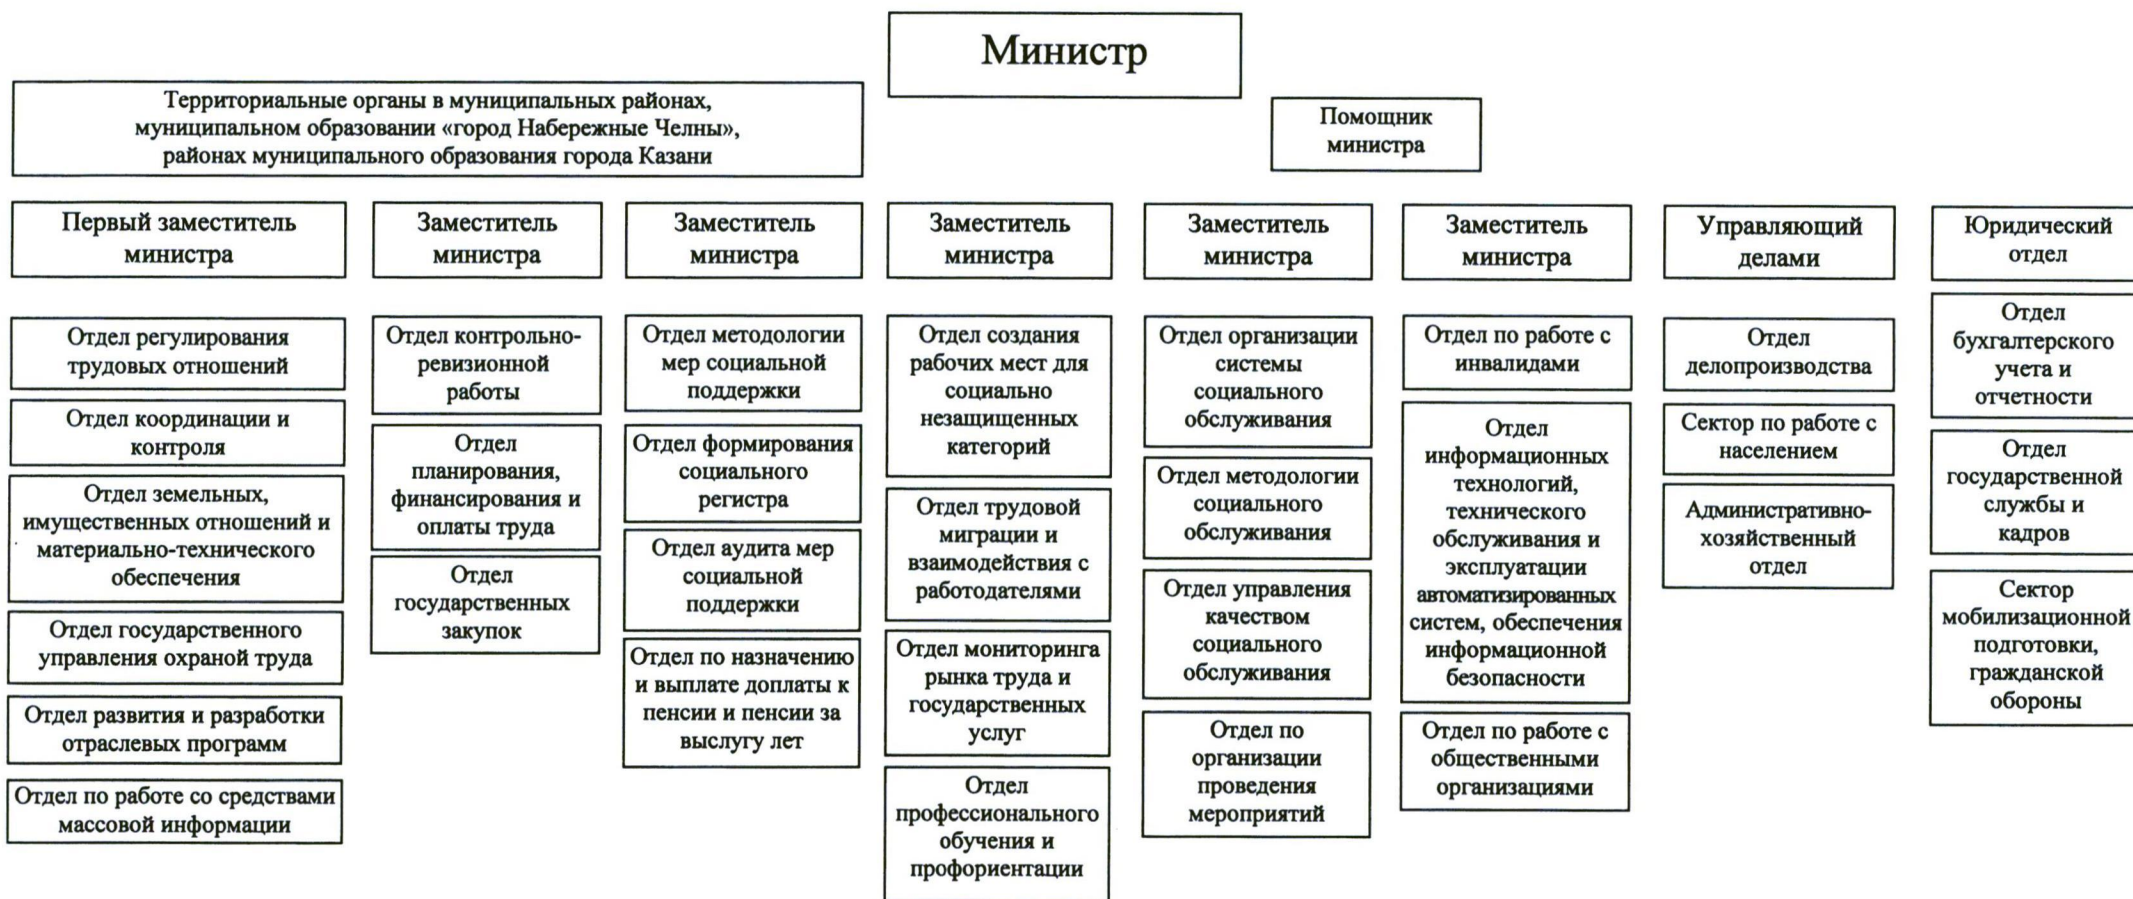 Министр
Территориальные органы в муниципальных районах,
муниципальном образовании «город Набережные Челны»,
районах муниципального образования города Казани
Помощник
министра
Первый заместитель
министра
Заместитель
министра
Заместитель
министра
Заместитель
министра
Заместитель
министра
Заместитель
министра
Управляющий
делами
Юридический
отдел
Отдел регулирования
трудовых отношений
Отдел координации и
контроля
Отдел земельных,
имущественных отношений и
материально-технического
обеспечения
Отдел государственного
управления охраной труда
Отдел развития и разработки
отраслевых программ
Отдел по работе со средствами
массовой информации
Отдел контрольно-
ревизионной
работы
Отдел
планирования,
финансирования и
оплаты труда
Отдел
государственных
закупок
Отдел методологии
мер социальной
поддержки
Отдел формирования
социального
регистра
Отдел аудита мер
социальной
поддержки
Отдел по назначению
и выплате доплаты к
пенсии и пенсии за
выслугу лет
Отдел создания
рабочих мест для
социально
незащищенных
категорий
Отдел трудовой
миграции и
взаимодействия с
работодателями
Отдел мониторинга
рынка труда и
государственных
услуг
Отдел
профессионального
обучения и
профориентации
Отдел организации
системы
социального
обслуживания
Отдел методологии
социального
обслуживания
Отдел управления
качеством
социального
обслуживания
Отдел по
организации
проведения
мероприятий
Отдел по работе с
инвалидами
Отдел
информационных
технологий,
технического
обслуживания и
эксплуатации
автоматизированных
систем, обеспечения
информационной
безопасности
Отдел по работе с
общественными
организациями
Отдел
делопроизводства
Сектор по работе с
населением
Административно-
хозяйственный
отдел
Отдел
бухгалтерского
учета и
отчетности
Отдел
государственной
службы и
кадров
Сектор
мобилизационной
подготовки,
гражданской
обороны